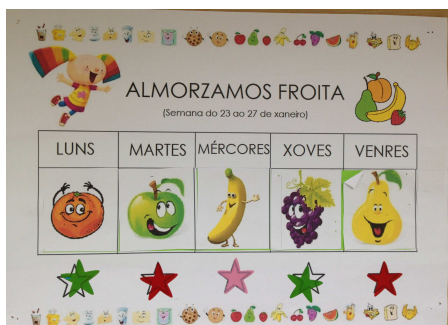 ALMORZAMOS FROITA
(Semana do 23 ao 27 de xaneiro)
LUNS MARTES MÉRCORES XOVES VENRES